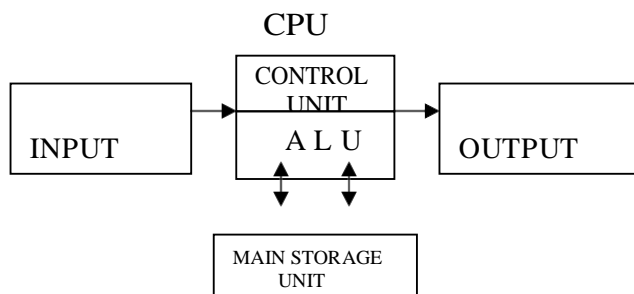 CPU
CONTROL
UNIT
INPUT
A L U
OUTPUT
MAIN STORAGE
UNIT